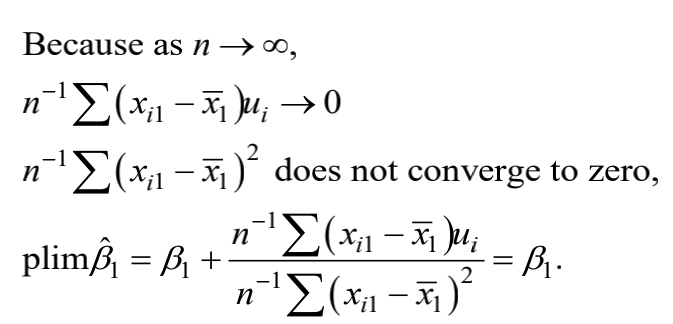 Because as n → ∞,
n⁻¹∑(xᵢ₁ − x̄₁)uᵢ → 0
n⁻¹∑(xᵢ₁ − x̄₁)² does not converge to zero,
plimβ̂₁ = β₁ + n⁻¹∑(xᵢ₁ − x̄₁)uᵢ / n⁻¹∑(xᵢ₁ − x̄₁)² = β₁.